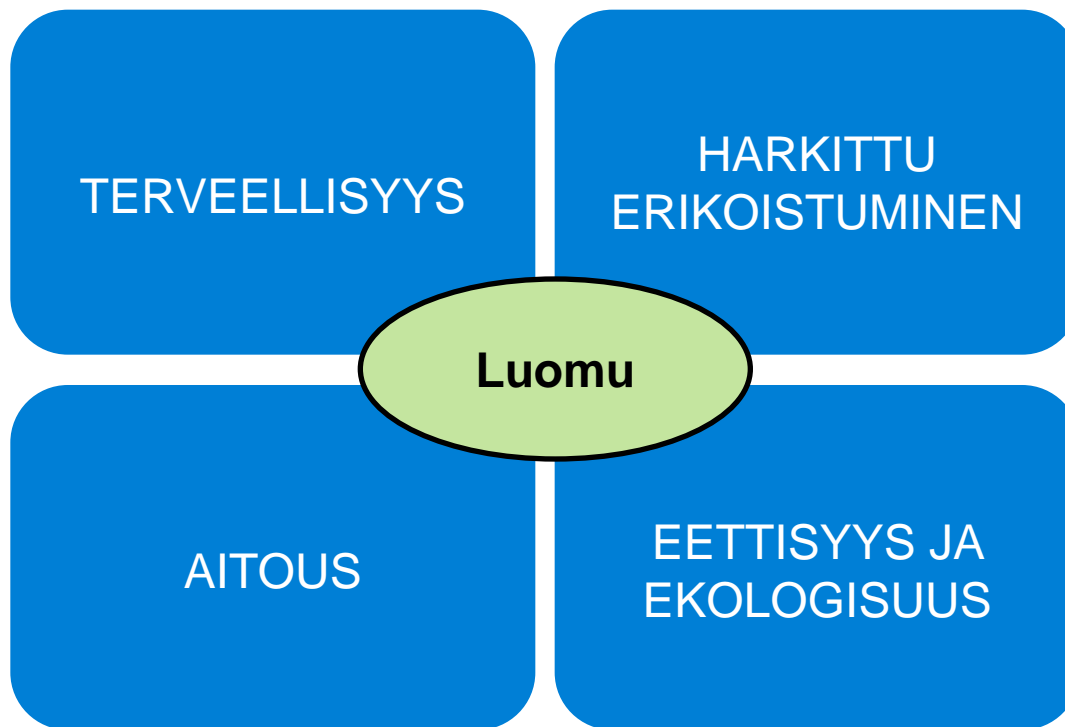 TERVEELLISYYS
HARKITTU
ERIKOISTUMINEN
Luomu
AITOUS
EETTISYYS JA
EKOLOGISUUS